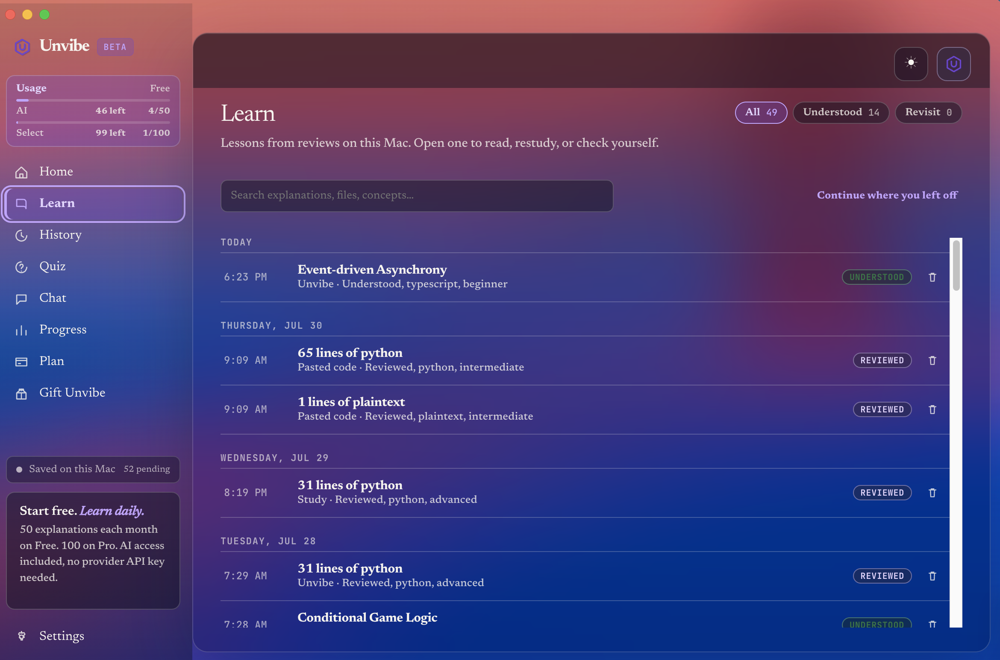 Unvibe BETA
Usage Free
AI 46 left 4/50
Select 99 left 1/100
Home
Learn
History
Quiz
Chat
Progress
Plan
Gift Unvibe
Saved on this Mac 52 pending
Start free. Learn daily.
50 explanations each month
on Free. 100 on Pro. AI access
included, no provider API key
needed.
Settings
Learn
All 49 Understood 14 Revisit 0
Lessons from reviews on this Mac. Open one to read, restudy, or check yourself.
Search explanations, files, concepts...
Continue where you left off
TODAY
6:23 PM
Event-driven Asynchrony
Unvibe · Understood, typescript, beginner
UNDERSTOOD
THURSDAY, JUL 30
9:09 AM
65 lines of python
Pasted code · Reviewed, python, intermediate
REVIEWED
9:09 AM
1 lines of plaintext
Pasted code · Reviewed, plaintext, intermediate
REVIEWED
WEDNESDAY, JUL 29
8:19 PM
31 lines of python
Study · Reviewed, python, advanced
REVIEWED
TUESDAY, JUL 28
7:29 AM
31 lines of python
Unvibe · Reviewed, python, advanced
REVIEWED
7:28 AM
Conditional Game Logic
UNDERSTOOD